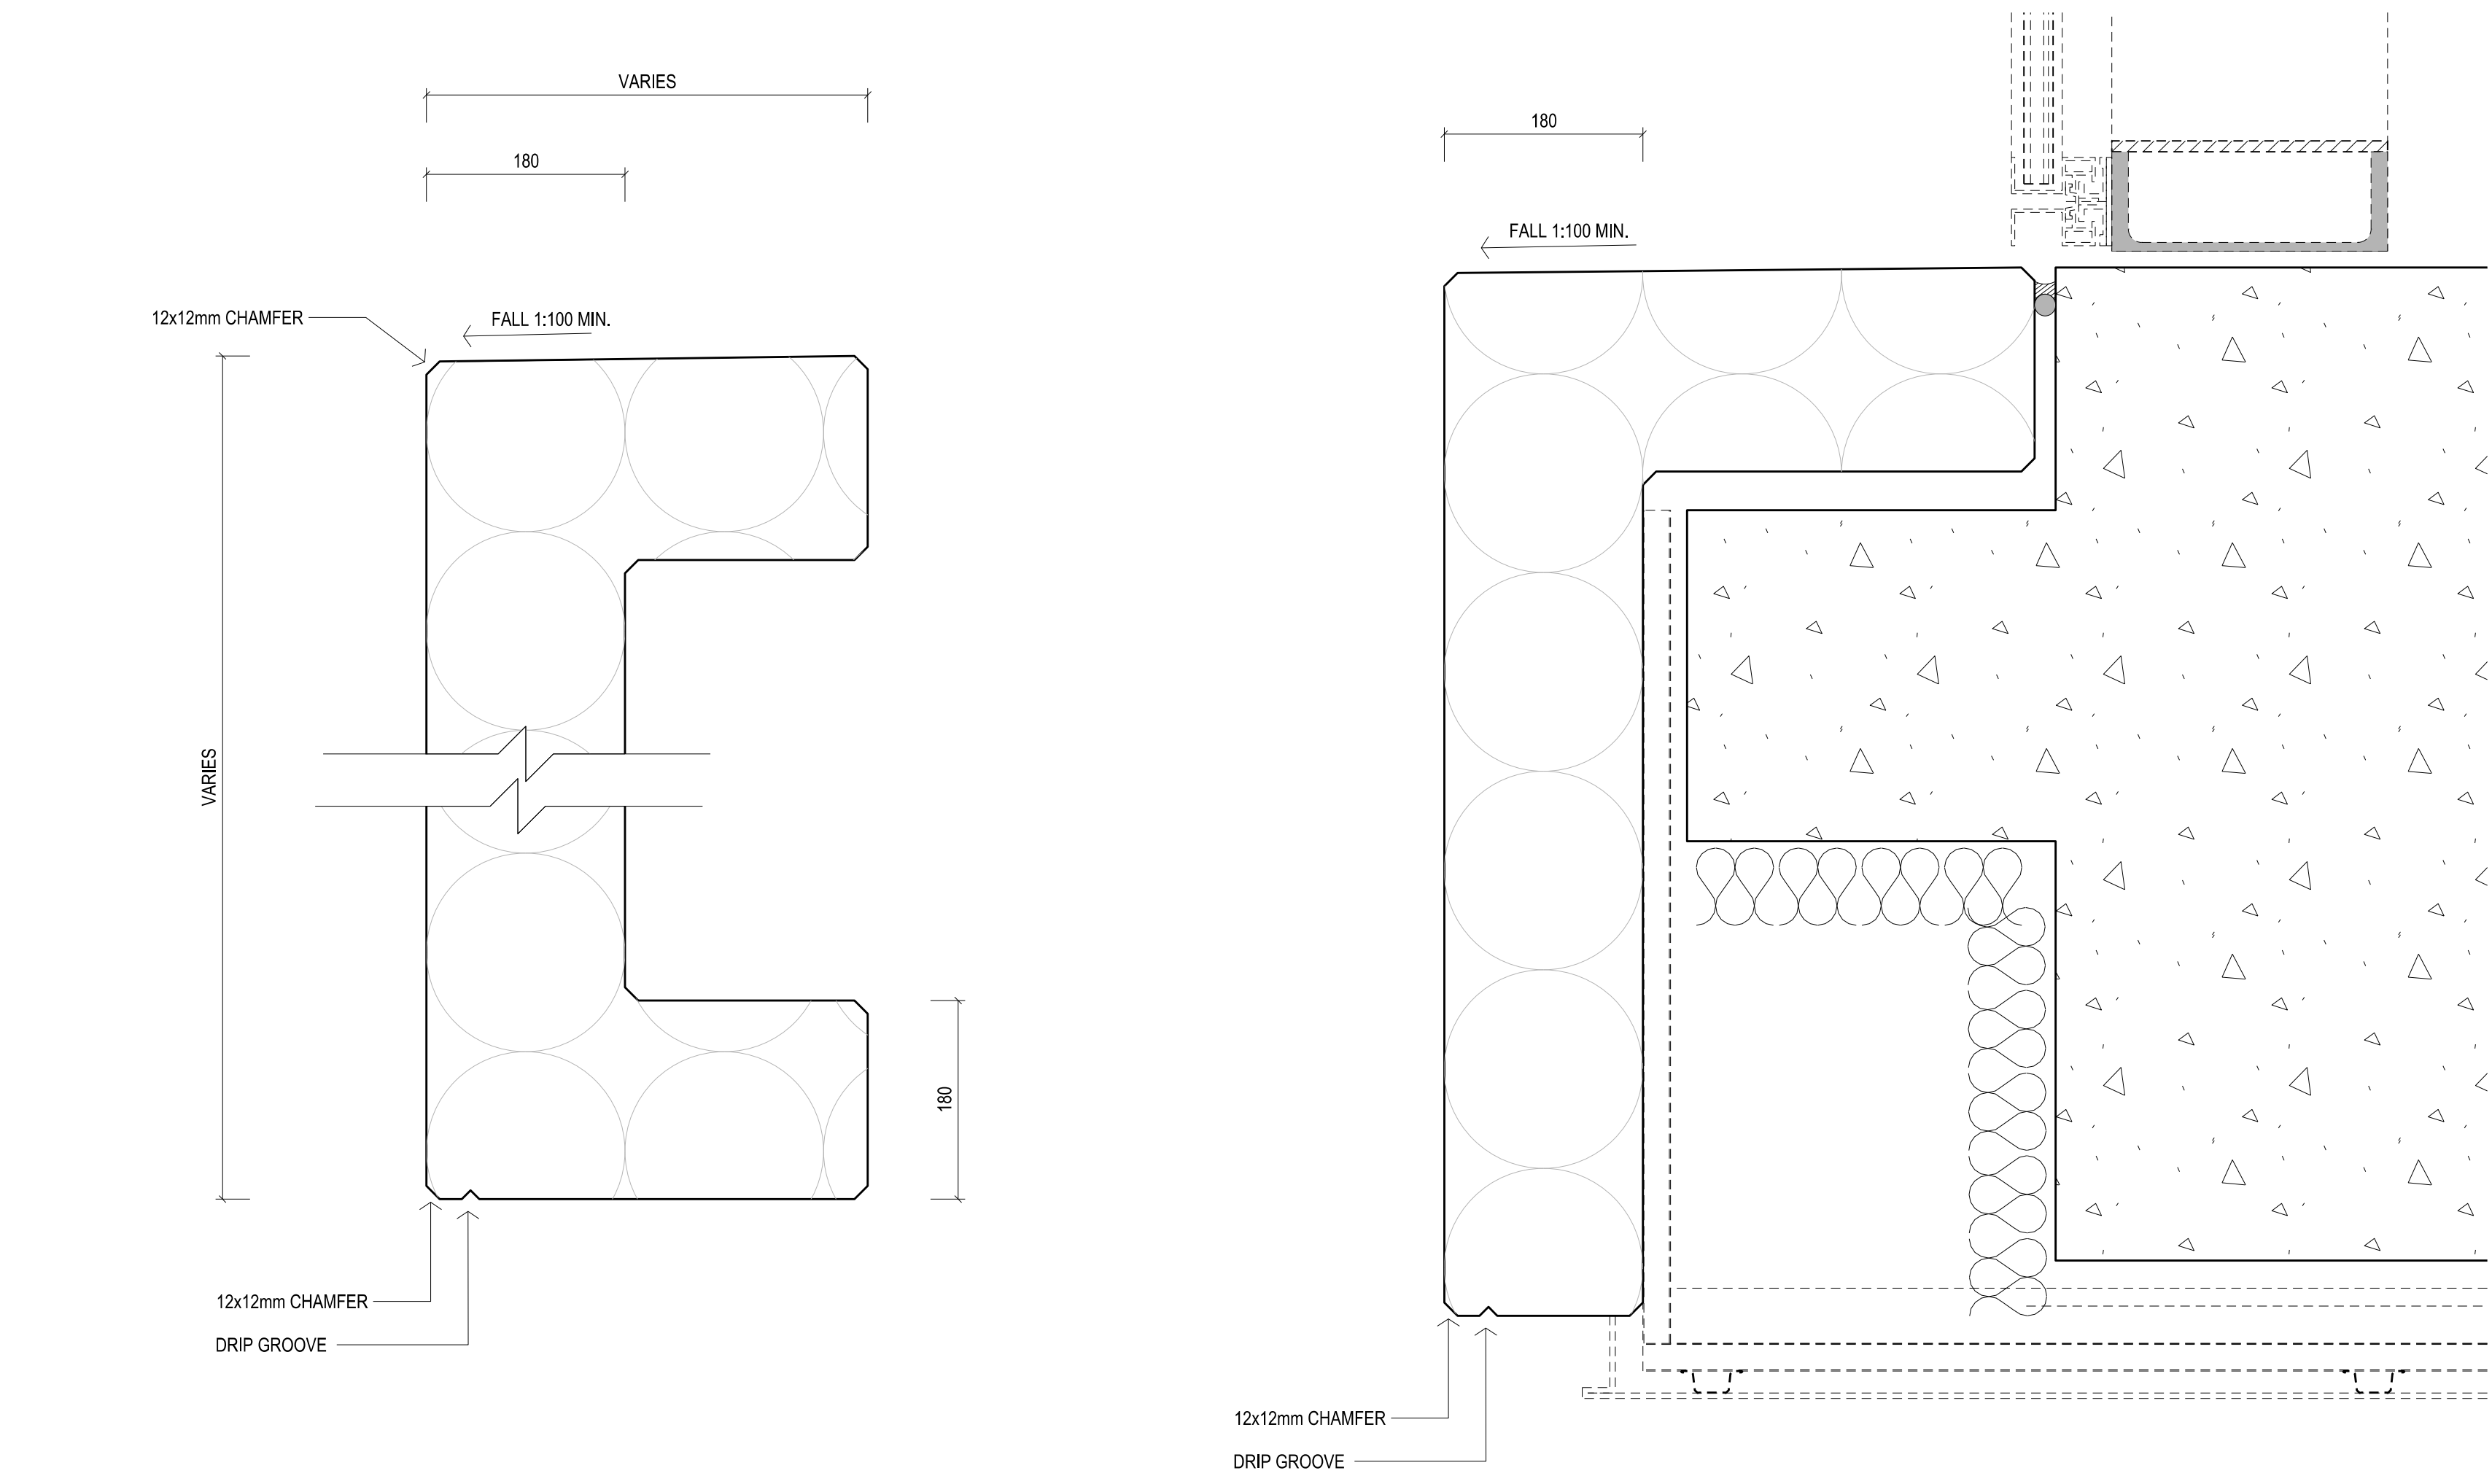 VARIES
180
FALL 1:100 MIN.
12x12mm CHAMFER
VARIES
180
12x12mm CHAMFER
DRIP GROOVE
180
FALL 1:100 MIN.
12x12mm CHAMFER
DRIP GROOVE